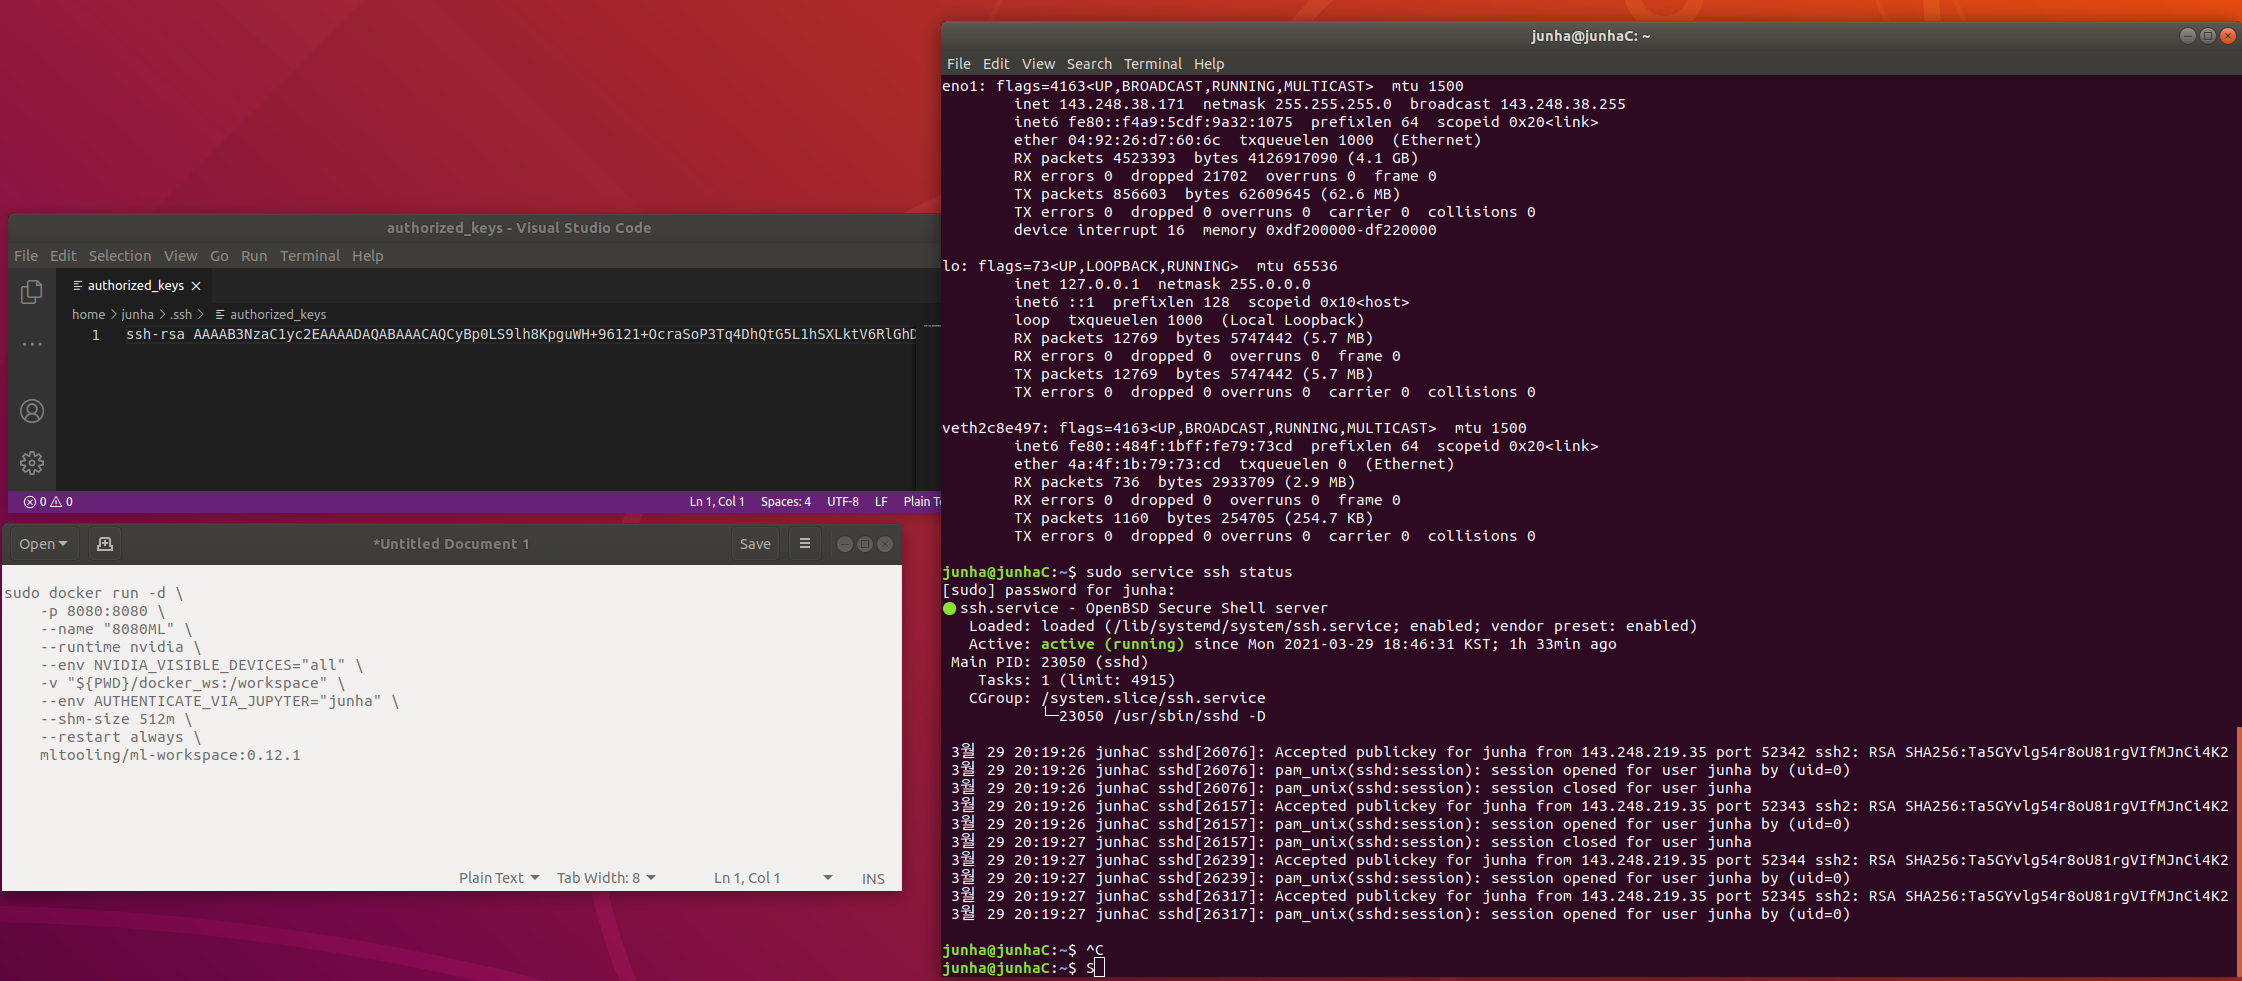 authorized_keys - Visual Studio Code
File Edit Selection View Go Run Terminal Help
authorized_keys
home > junha > .ssh > authorized_keys
1 ssh-rsa AAAAB3NzaC1yc2EAAAADAQABAAACAQCyBp0LS9lh8KpguWH+96121+OcraSoP3Tq4DhQtG5L1hSXLktV6RlGhD
0 0 Ln 1, Col 1 Spaces: 4 UTF-8 LF Plain Te
Open *Untitled Document 1 Save
sudo docker run -d \
    -p 8080:8080 \
    --name "8080ML" \
    --runtime nvidia \
    --env NVIDIA_VISIBLE_DEVICES="all" \
    -v "${PWD}/docker_ws:/workspace" \
    --env AUTHENTICATE_VIA_JUPYTER="junha" \
    --shm-size 512m \
    --restart always \
    mltooling/ml-workspace:0.12.1
Plain Text Tab Width: 8 Ln 1, Col 1 INS
junha@junhaC: ~
File Edit View Search Terminal Help
eno1: flags=4163<UP,BROADCAST,RUNNING,MULTICAST>  mtu 1500
        inet 143.248.38.171  netmask 255.255.255.0  broadcast 143.248.38.255
        inet6 fe80::f4a9:5cdf:9a32:1075  prefixlen 64  scopeid 0x20<link>
        ether 04:92:26:d7:60:6c  txqueuelen 1000  (Ethernet)
        RX packets 4523393  bytes 4126917090 (4.1 GB)
        RX errors 0  dropped 21702  overruns 0  frame 0
        TX packets 856603  bytes 62609645 (62.6 MB)
        TX errors 0  dropped 0 overruns 0  carrier 0  collisions 0
        device interrupt 16  memory 0xdf200000-df220000
lo: flags=73<UP,LOOPBACK,RUNNING>  mtu 65536
        inet 127.0.0.1  netmask 255.0.0.0
        inet6 ::1  prefixlen 128  scopeid 0x10<host>
        loop  txqueuelen 1000  (Local Loopback)
        RX packets 12769  bytes 5747442 (5.7 MB)
        RX errors 0  dropped 0  overruns 0  frame 0
        TX packets 12769  bytes 5747442 (5.7 MB)
        TX errors 0  dropped 0 overruns 0  carrier 0  collisions 0
veth2c8e497: flags=4163<UP,BROADCAST,RUNNING,MULTICAST>  mtu 1500
        inet6 fe80::484f:1bff:fe79:73cd  prefixlen 64  scopeid 0x20<link>
        ether 4a:4f:1b:79:73:cd  txqueuelen 0  (Ethernet)
        RX packets 736  bytes 2933709 (2.9 MB)
        RX errors 0  dropped 0  overruns 0  frame 0
        TX packets 1160  bytes 254705 (254.7 KB)
        TX errors 0  dropped 0 overruns 0  carrier 0  collisions 0
junha@junhaC:~$ sudo service ssh status
[sudo] password for junha:
● ssh.service - OpenBSD Secure Shell server
   Loaded: loaded (/lib/systemd/system/ssh.service; enabled; vendor preset: enabled)
   Active: active (running) since Mon 2021-03-29 18:46:31 KST; 1h 33min ago
 Main PID: 23050 (sshd)
    Tasks: 1 (limit: 4915)
   CGroup: /system.slice/ssh.service
           └─23050 /usr/sbin/sshd -D
 3월 29 20:19:26 junhaC sshd[26076]: Accepted publickey for junha from 143.248.219.35 port 52342 ssh2: RSA SHA256:Ta5GYvlg54r8oU81rgVIfMJnCi4K2
 3월 29 20:19:26 junhaC sshd[26076]: pam_unix(sshd:session): session opened for user junha by (uid=0)
 3월 29 20:19:26 junhaC sshd[26076]: pam_unix(sshd:session): session closed for user junha
 3월 29 20:19:26 junhaC sshd[26157]: Accepted publickey for junha from 143.248.219.35 port 52343 ssh2: RSA SHA256:Ta5GYvlg54r8oU81rgVIfMJnCi4K2
 3월 29 20:19:26 junhaC sshd[26157]: pam_unix(sshd:session): session opened for user junha by (uid=0)
 3월 29 20:19:27 junhaC sshd[26157]: pam_unix(sshd:session): session closed for user junha
 3월 29 20:19:27 junhaC sshd[26239]: Accepted publickey for junha from 143.248.219.35 port 52344 ssh2: RSA SHA256:Ta5GYvlg54r8oU81rgVIfMJnCi4K2
 3월 29 20:19:27 junhaC sshd[26239]: pam_unix(sshd:session): session opened for user junha by (uid=0)
 3월 29 20:19:27 junhaC sshd[26317]: Accepted publickey for junha from 143.248.219.35 port 52345 ssh2: RSA SHA256:Ta5GYvlg54r8oU81rgVIfMJnCi4K2
 3월 29 20:19:27 junhaC sshd[26317]: pam_unix(sshd:session): session opened for user junha by (uid=0)
junha@junhaC:~$ ^C
junha@junhaC:~$ S